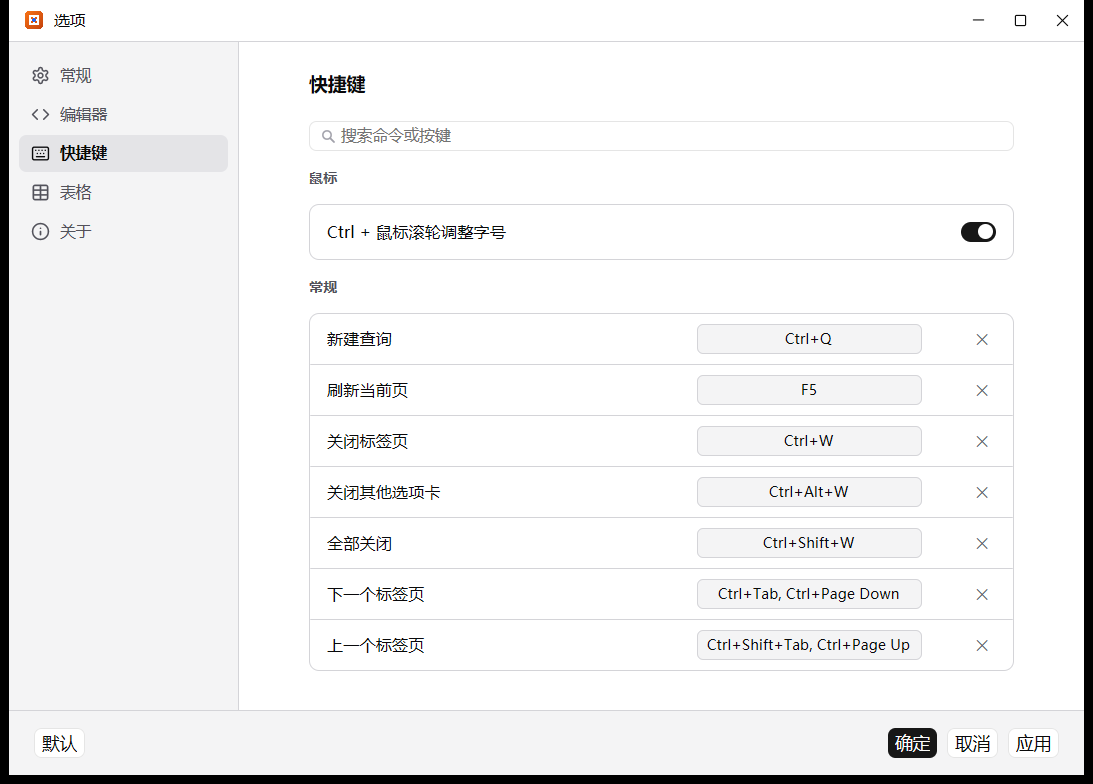 选项
常规
编辑器
快捷键
表格
关于
快捷键
搜索命令或按键
鼠标
Ctrl + 鼠标滚轮调整字号
常规
新建查询 Ctrl+Q
刷新当前页 F5
关闭标签页 Ctrl+W
关闭其他选项卡 Ctrl+Alt+W
全部关闭 Ctrl+Shift+W
下一个标签页 Ctrl+Tab, Ctrl+Page Down
上一个标签页 Ctrl+Shift+Tab, Ctrl+Page Up
默认 确定 取消 应用